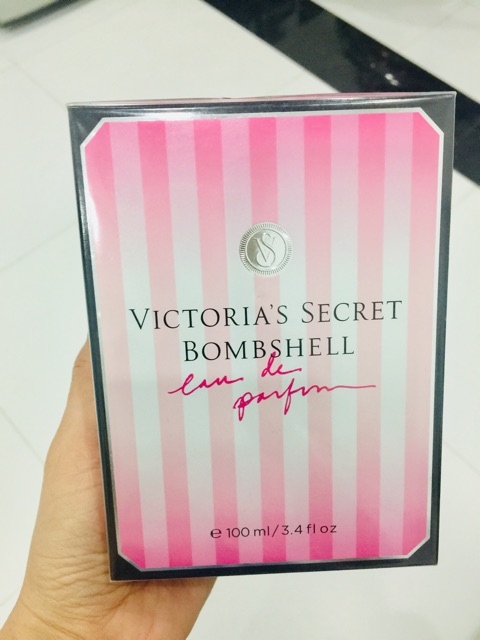 VICTORIA'S SECRET
BOMBSHELL
eau de
parfum
℮ 100 ml/3.4 fl oz